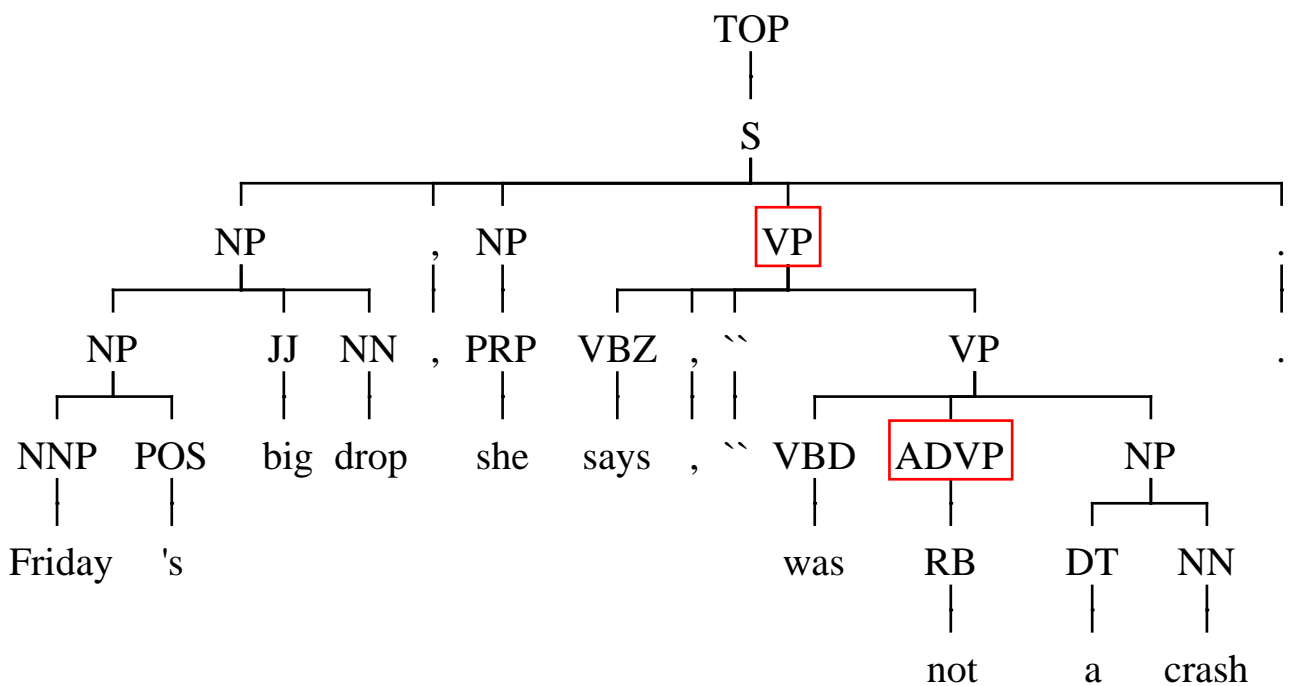 TOP
S
NP , NP VP .
NP JJ NN , PRP VBZ , `` VP .
NNP POS big drop she says , `` VBD ADVP NP
Friday 's was RB DT NN
not a crash